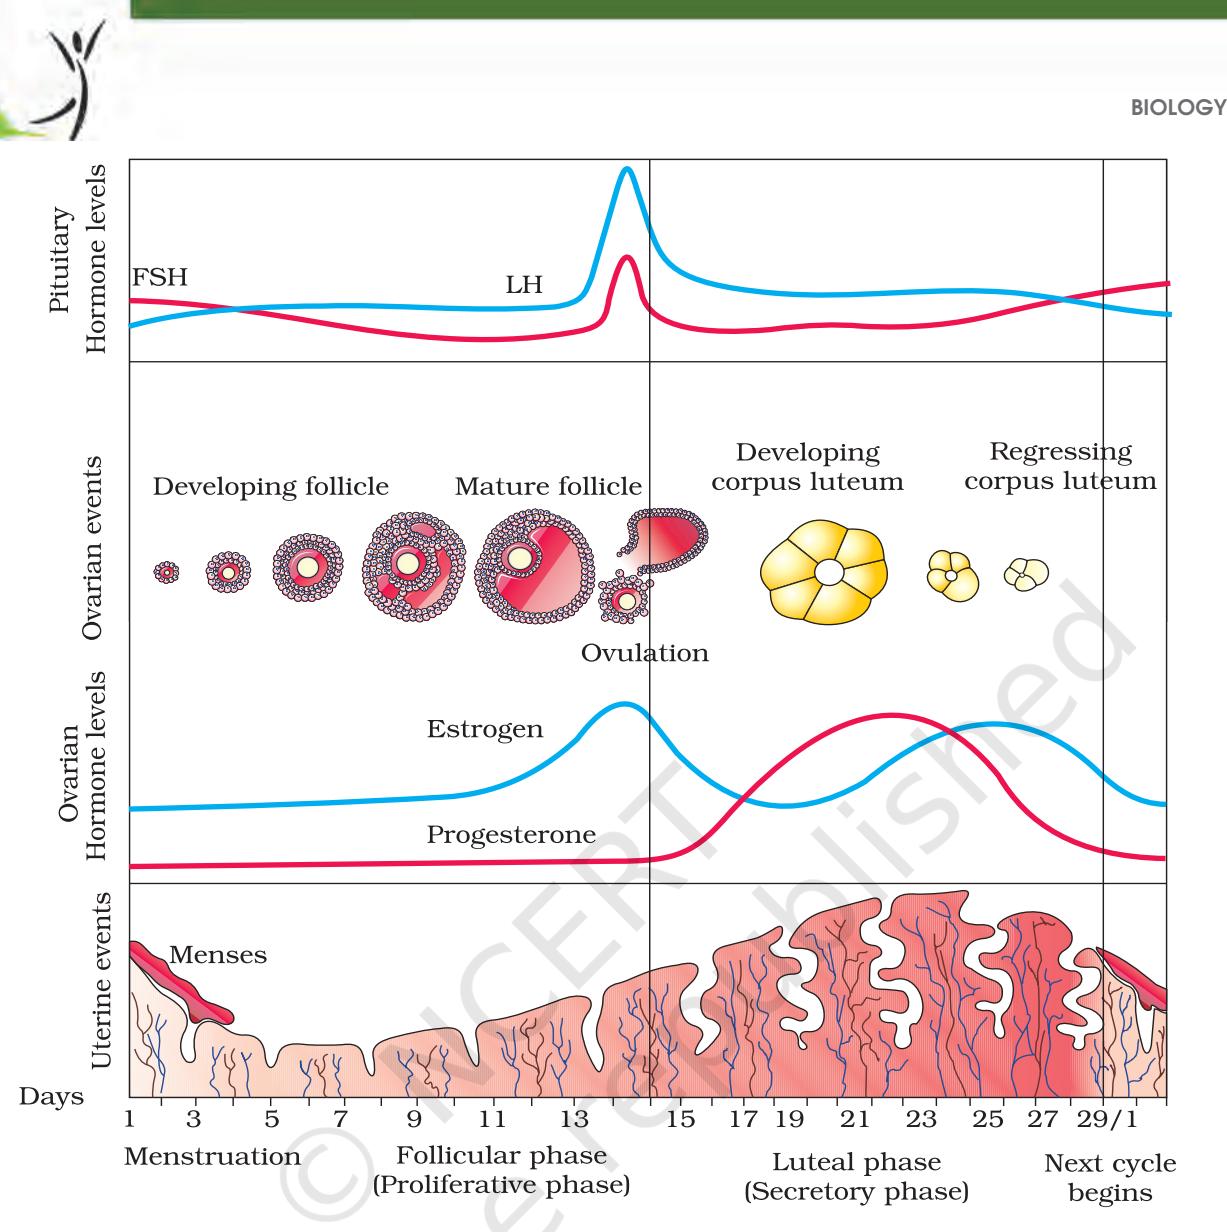 BIOLOGY
Pituitary
Hormone levels
FSH
LH
Ovarian events
Developing follicle
Mature follicle
Developing
corpus luteum
Regressing
corpus luteum
Ovulation
Ovarian
Hormone levels
Estrogen
Progesterone
Uterine events
Menses
Days
1 3 5 7 9 11 13 15 17 19 21 23 25 27 29/1
Menstruation
Follicular phase
(Proliferative phase)
Luteal phase
(Secretory phase)
Next cycle
begins
© NCERT
e republished